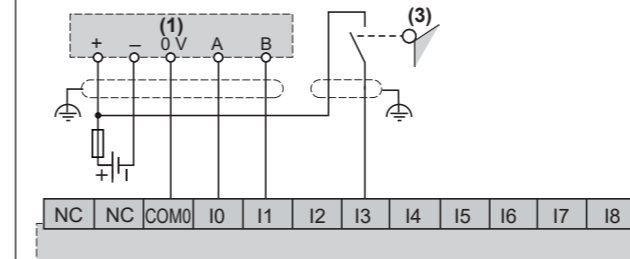 (1)
(3)
+ – 0 V A B
+ –
NC NC COM0 I0 I1 I2 I3 I4 I5 I6 I7 I8